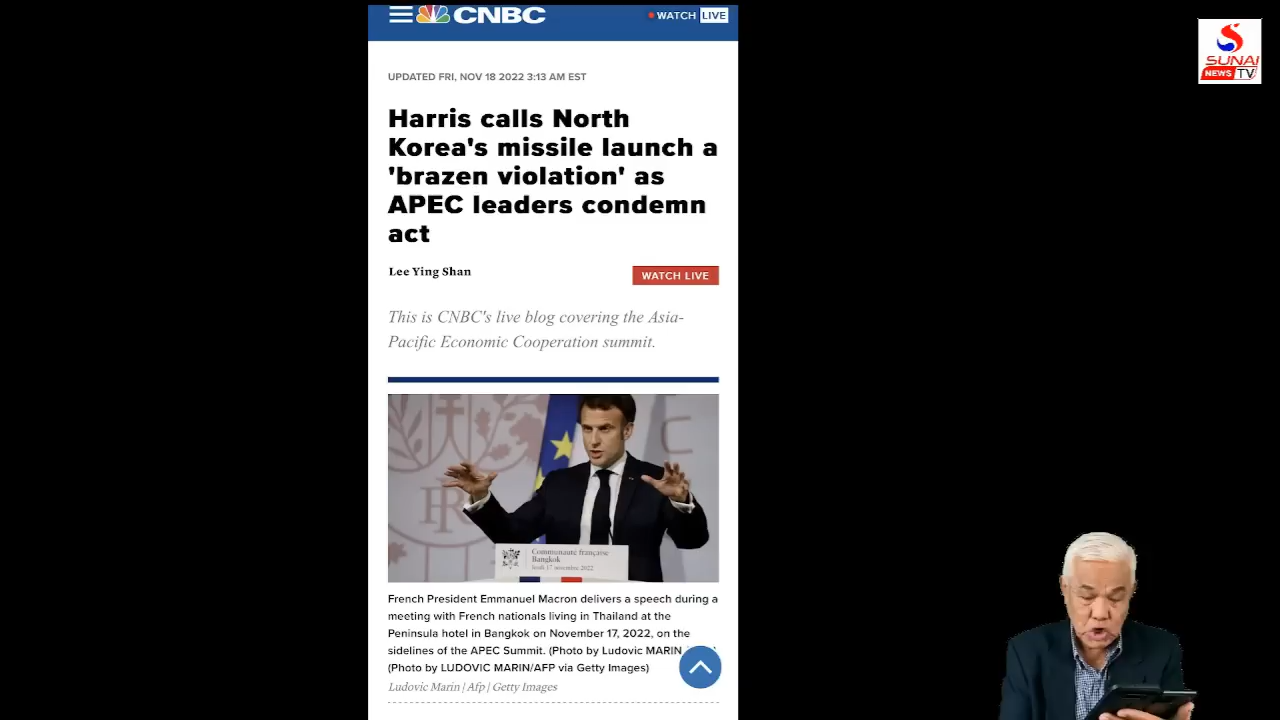 CNBC
WATCH LIVE
SUNAI
NEWS TV
UPDATED FRI, NOV 18 2022 3:13 AM EST
Harris calls North
Korea's missile launch a
'brazen violation' as
APEC leaders condemn
act
Lee Ying Shan
WATCH LIVE
This is CNBC's live blog covering the Asia-
Pacific Economic Cooperation summit.
RF
Communauté française
Bangkok
Jeudi 17 novembre 2022
French President Emmanuel Macron delivers a speech during a
meeting with French nationals living in Thailand at the
Peninsula hotel in Bangkok on November 17, 2022, on the
sidelines of the APEC Summit. (Photo by Ludovic MARIN
(Photo by LUDOVIC MARIN/AFP via Getty Images)
Ludovic Marin | Afp | Getty Images